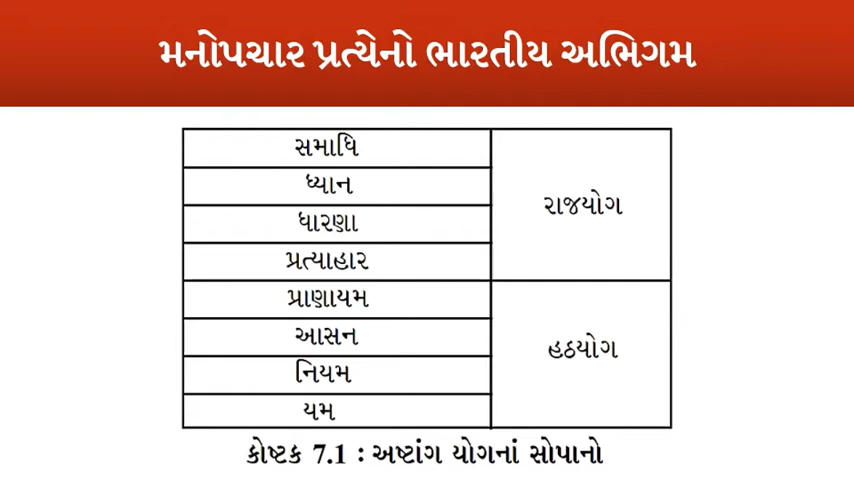 મનોપચાર પ્રત્યેનો ભારતીય અભિગમ
સમાધિ
ધ્યાન
ધારણા
પ્રત્યાહાર
રાજયોગ
પ્રાણાયમ
આસન
નિયમ
યમ
હઠયોગ
કોષ્ટક 7.1 : અષ્ટાંગ યોગનાં સોપાનો